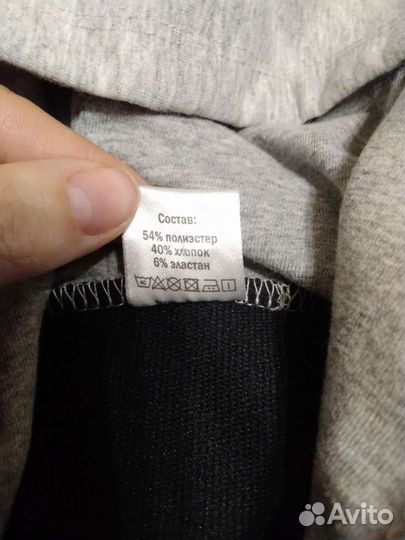 Состав:
54% полиэстер
40% хлопок
6% эластан
Avito